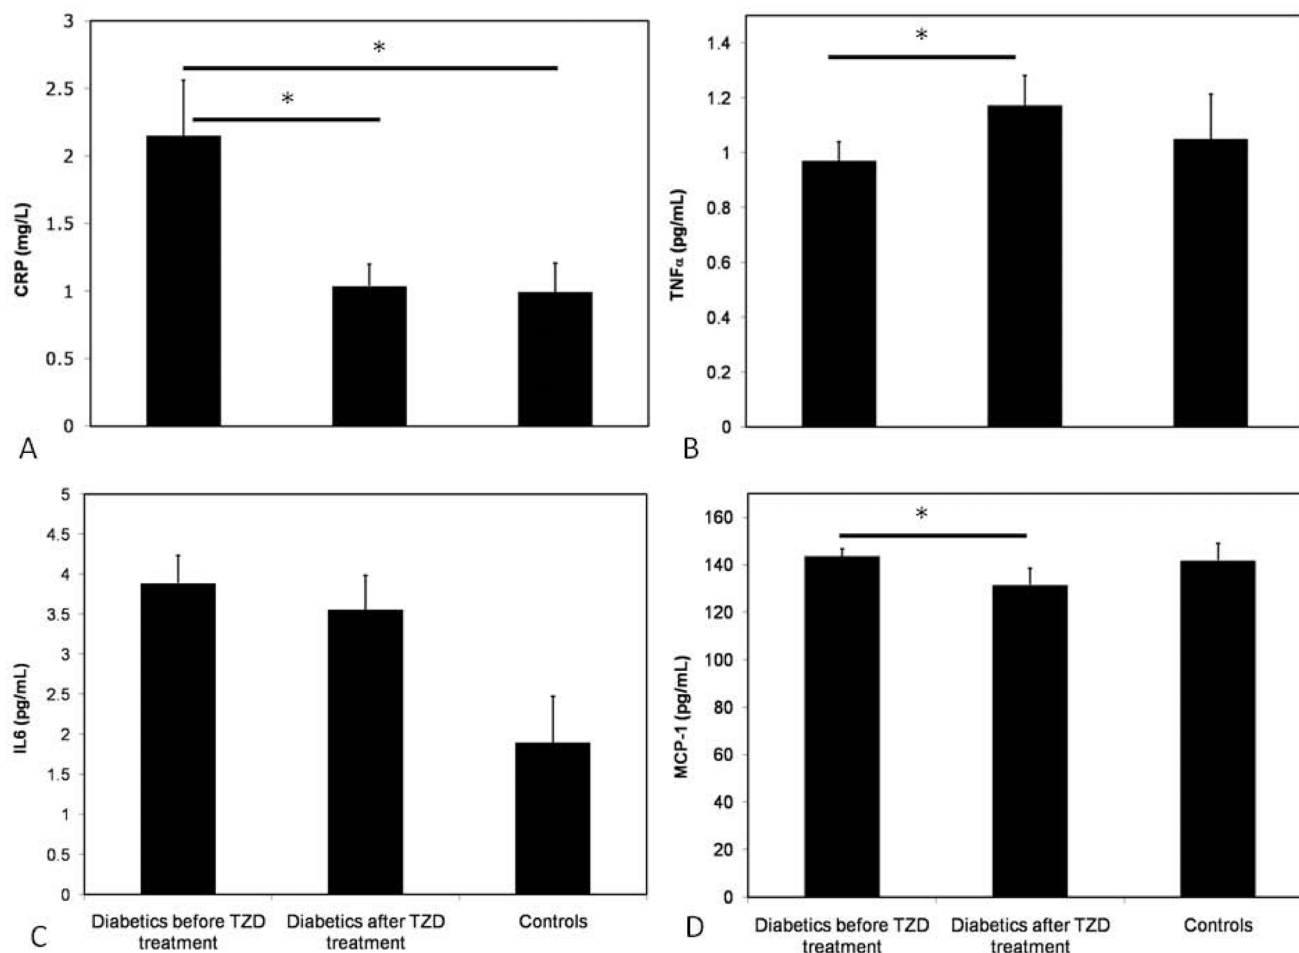 3
2.5
2
1.5
1
0.5
0
CRP (mg/L)
*
*
A
1.4
1.2
1
0.8
0.6
0.4
0.2
0
TNFα (pg/mL)
*
B
5
4.5
4
3.5
3
2.5
2
1.5
1
0.5
0
IL6 (pg/mL)
Diabetics before TZD
treatment
Diabetics after TZD
treatment
Controls
C
160
140
120
100
80
60
40
20
0
MCP-1 (pg/mL)
*
Diabetics before TZD
treatment
Diabetics after TZD
treatment
Controls
D